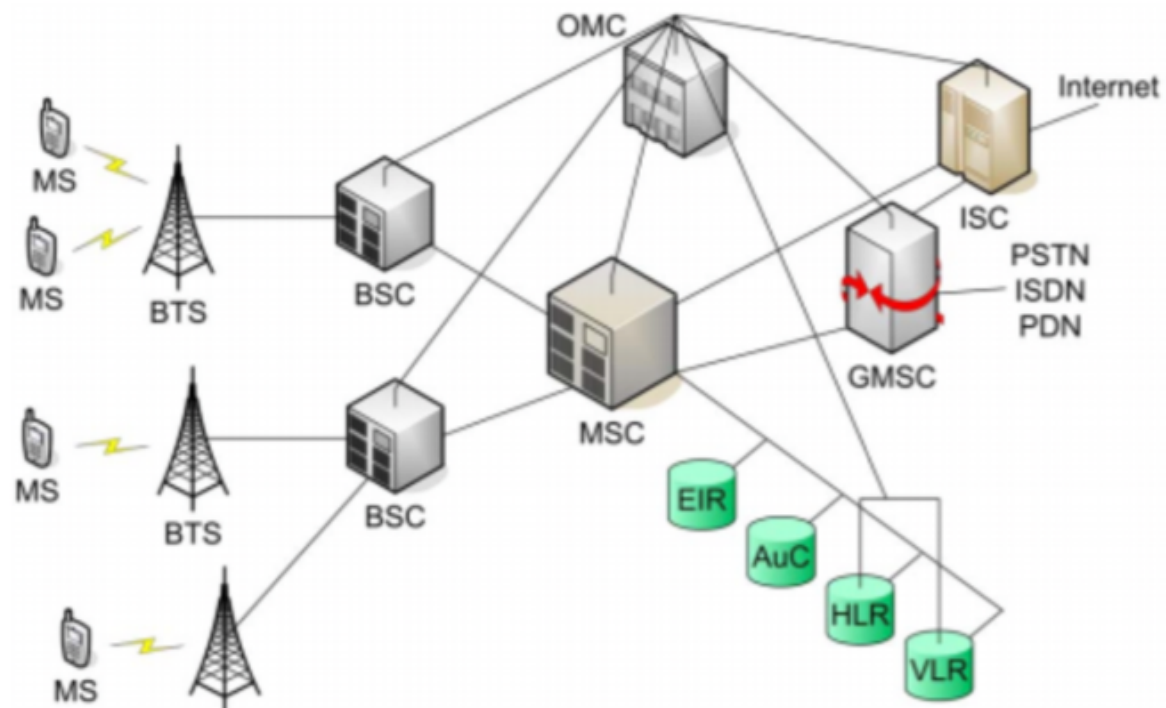 OMC
Internet
MS
ISC
MS
BTS
BSC
PSTN
ISDN
PDN
GMSC
MSC
MS
BTS
BSC
EIR
AuC
HLR
VLR
MS